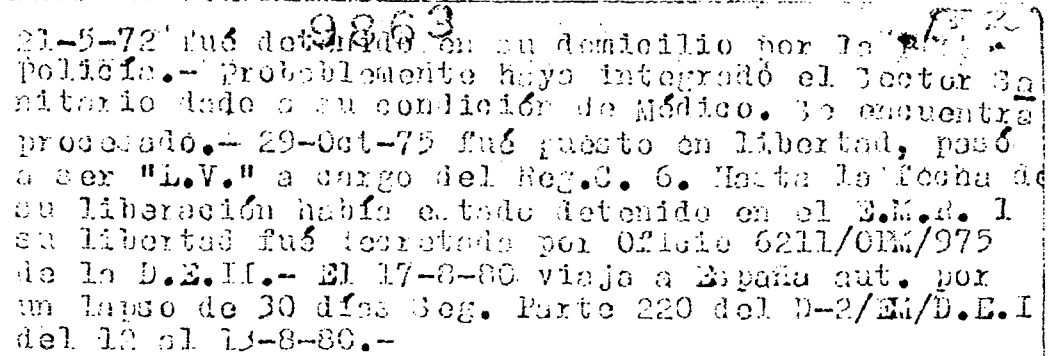 9863
21-5-72 fué detenido en su domicilio por la
Policía.- Probablemente haya integrado el Sector Sa
nitario dado a su condición de Médico. Se encuentra
procesado.- 29-Oct-75 fué puesto en libertad, pasó
a ser "L.V." a cargo del Reg.C. 6. Hasta la fecha de
su liberación había estado detenido en el E.M.R. 1
su libertad fué decretada por Oficio 6211/OIM/975
de la D.E.II.- El 17-8-80 viaja a España aut. por
un lapso de 30 días Seg. Parte 220 del D-2/EM/D.E.I
del 12 al 13-8-80.-